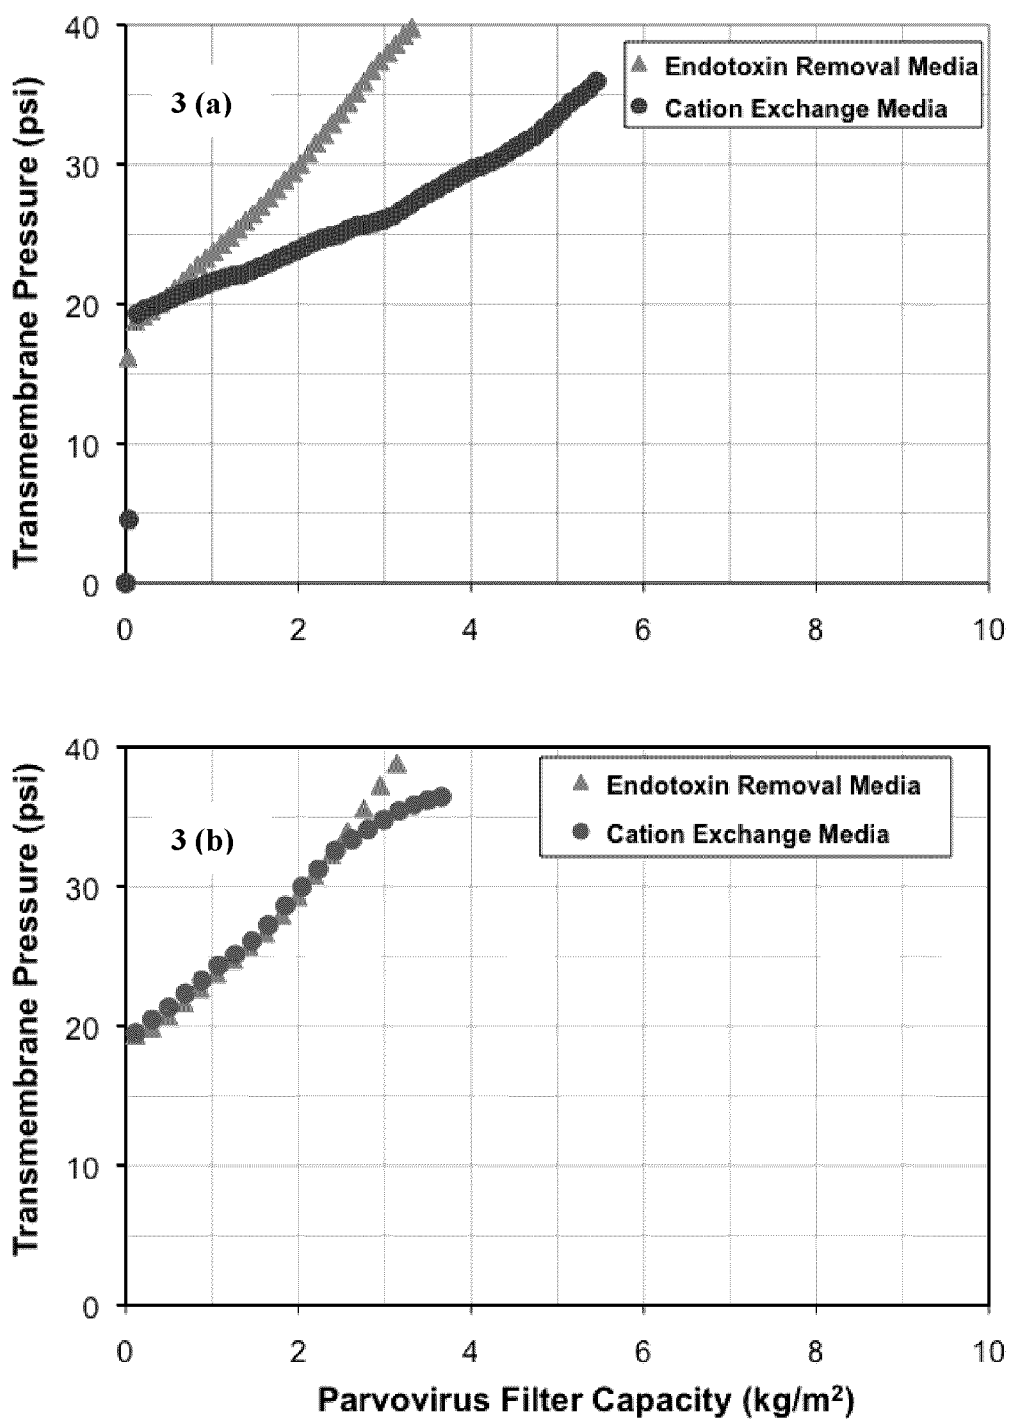 40
30
20
10
0
Transmembrane Pressure (psi)
3 (a)
Endotoxin Removal Media
Cation Exchange Media
0 2 4 6 8 10
40
30
20
10
0
Transmembrane Pressure (psi)
3 (b)
Endotoxin Removal Media
Cation Exchange Media
0 2 4 6 8 10
Parvovirus Filter Capacity (kg/m²)